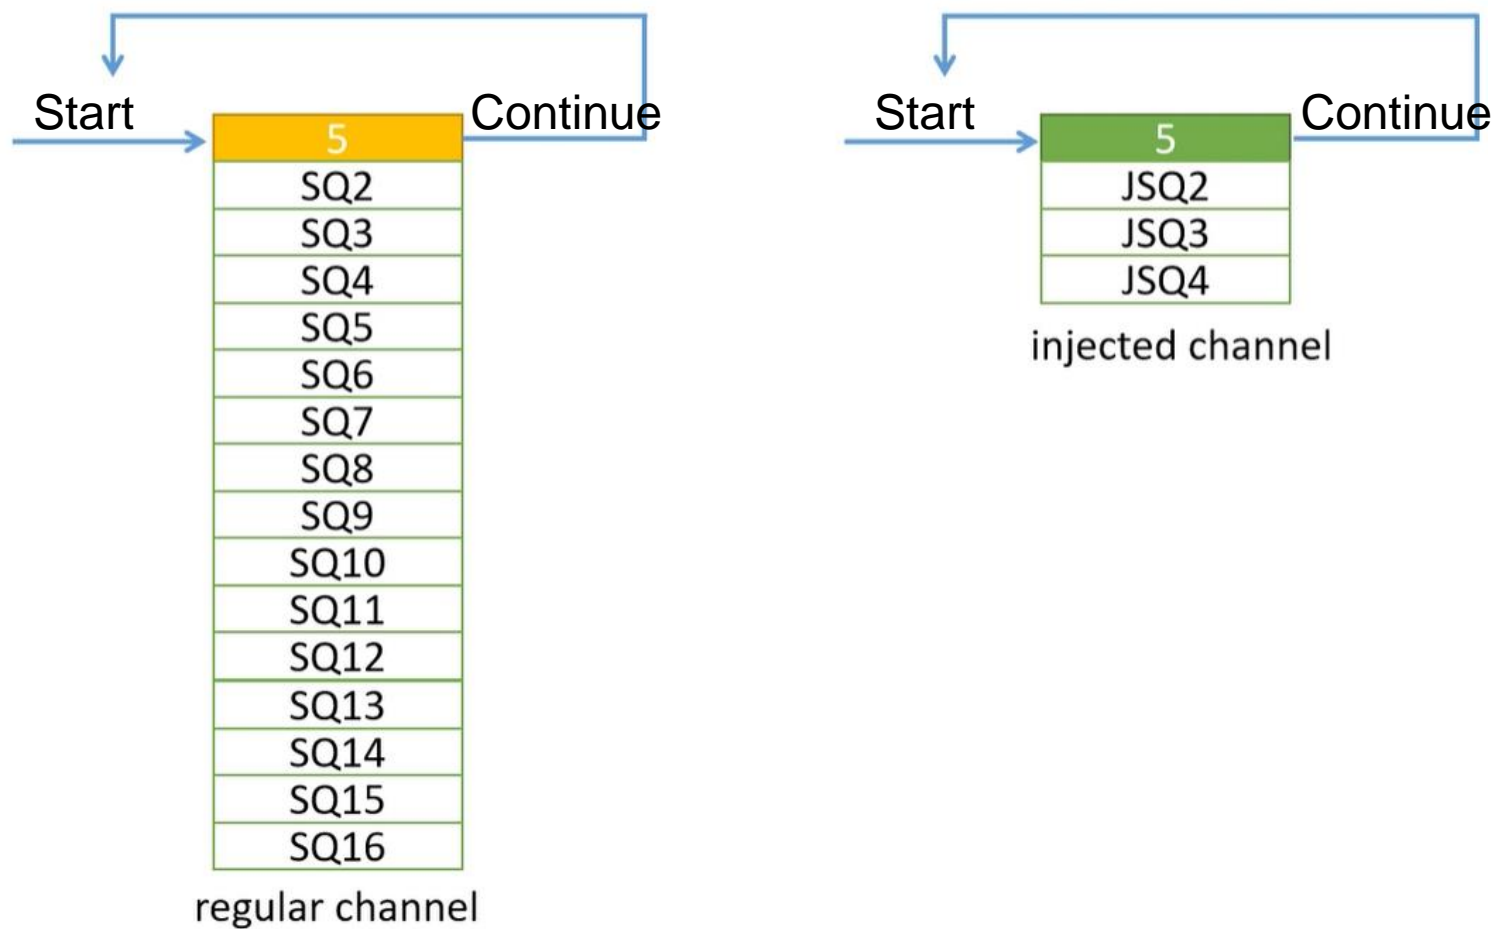 Start
Continue
5
SQ2
SQ3
SQ4
SQ5
SQ6
SQ7
SQ8
SQ9
SQ10
SQ11
SQ12
SQ13
SQ14
SQ15
SQ16
regular channel
Start
Continue
5
JSQ2
JSQ3
JSQ4
injected channel